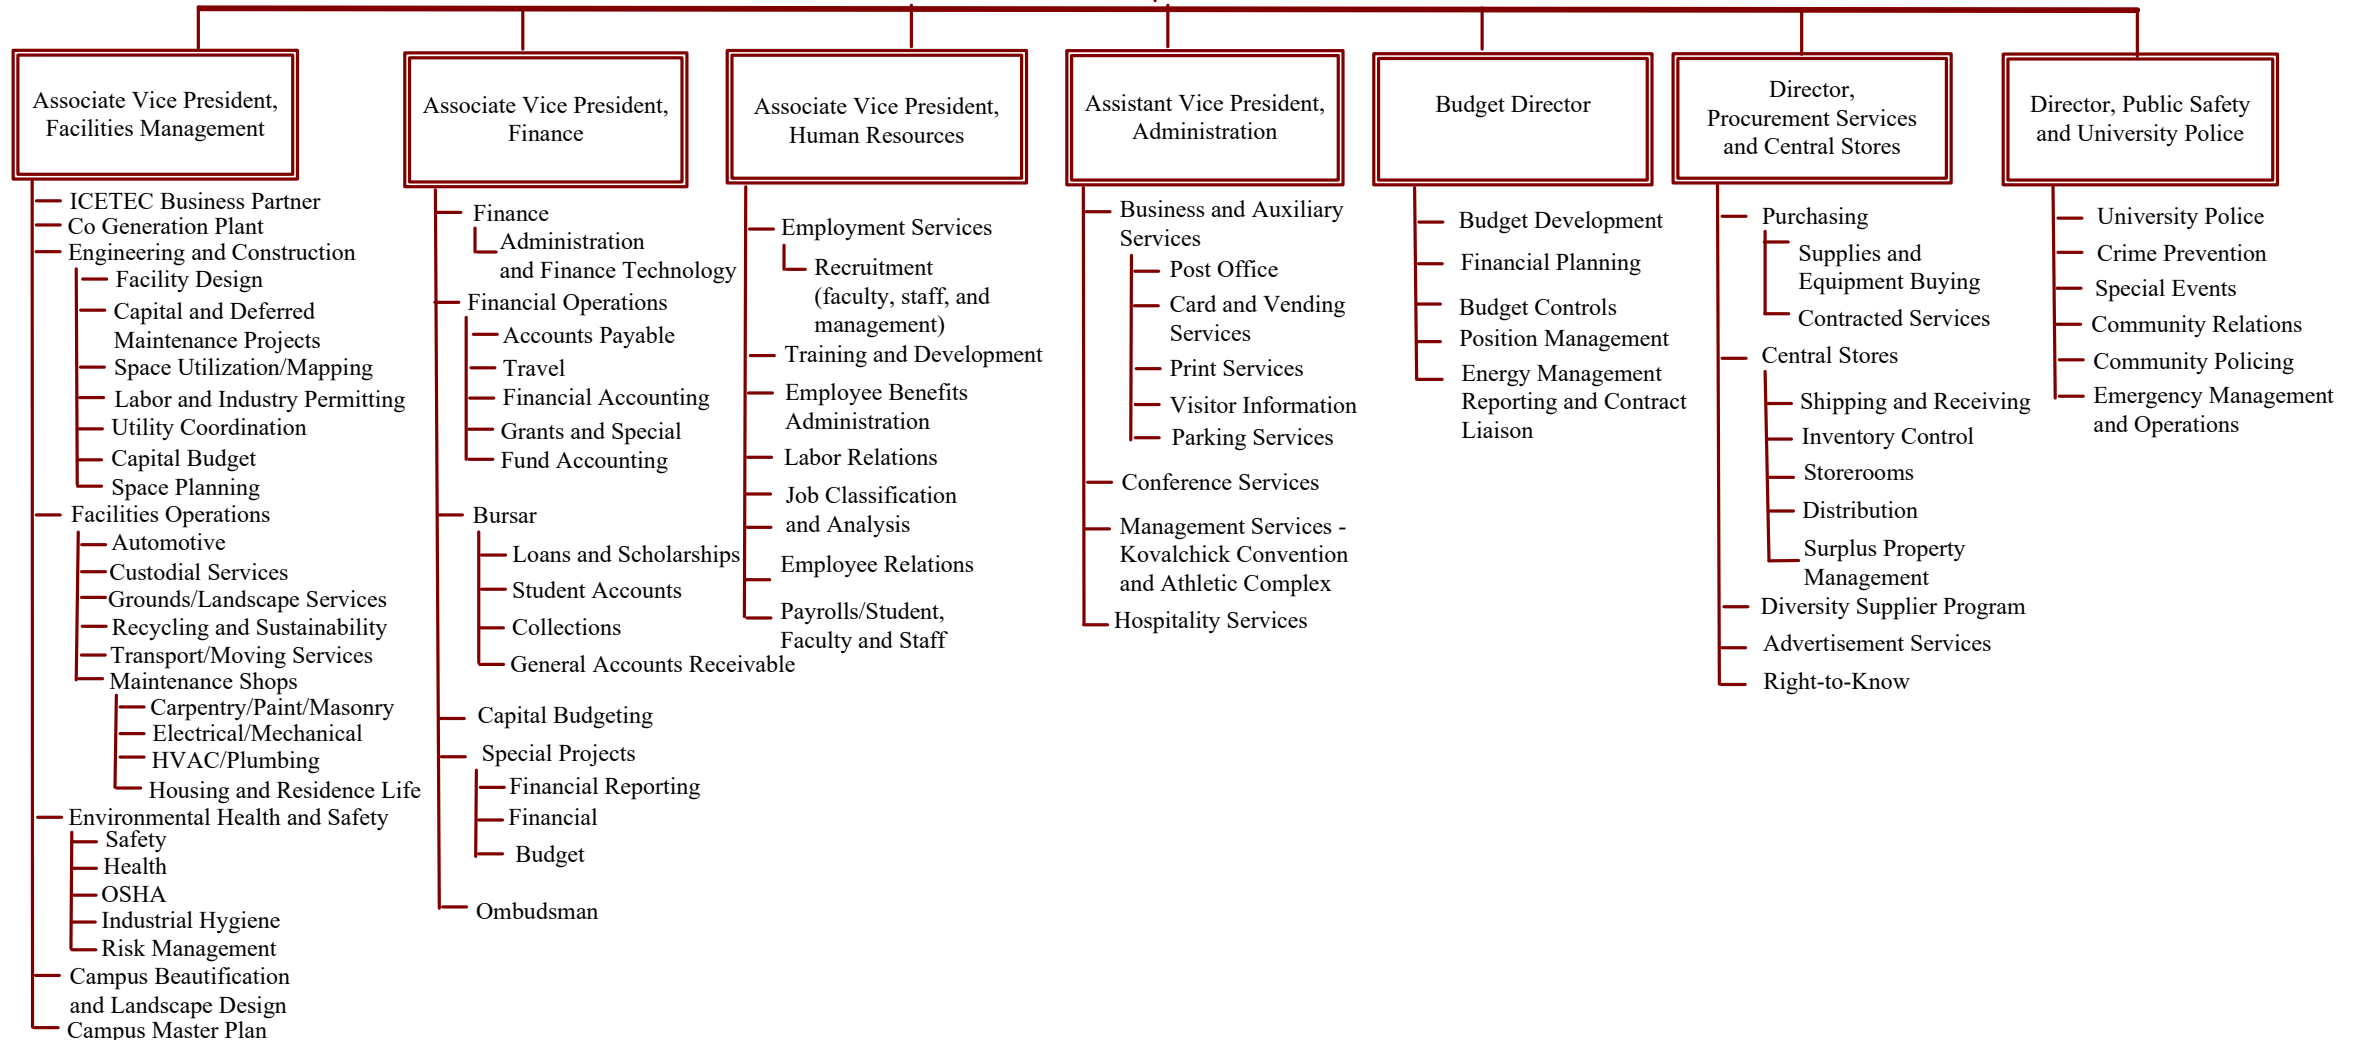 Associate Vice President,
Facilities Management
ICETEC Business Partner
Co Generation Plant
Engineering and Construction
Facility Design
Capital and Deferred
Maintenance Projects
Space Utilization/Mapping
Labor and Industry Permitting
Utility Coordination
Capital Budget
Space Planning
Facilities Operations
Automotive
Custodial Services
Grounds/Landscape Services
Recycling and Sustainability
Transport/Moving Services
Maintenance Shops
Carpentry/Paint/Masonry
Electrical/Mechanical
HVAC/Plumbing
Housing and Residence Life
Environmental Health and Safety
Safety
Health
OSHA
Industrial Hygiene
Risk Management
Campus Beautification
and Landscape Design
Campus Master Plan
Associate Vice President,
Finance
Finance
Administration
and Finance Technology
Financial Operations
Accounts Payable
Travel
Financial Accounting
Grants and Special
Fund Accounting
Bursar
Loans and Scholarships
Student Accounts
Collections
General Accounts Receivable
Capital Budgeting
Special Projects
Financial Reporting
Financial
Budget
Ombudsman
Associate Vice President,
Human Resources
Employment Services
Recruitment
(faculty, staff, and
management)
Training and Development
Employee Benefits
Administration
Labor Relations
Job Classification
and Analysis
Employee Relations
Payrolls/Student,
Faculty and Staff
Assistant Vice President,
Administration
Business and Auxiliary
Services
Post Office
Card and Vending
Services
Print Services
Visitor Information
Parking Services
Conference Services
Management Services -
Kovalchick Convention
and Athletic Complex
Hospitality Services
Budget Director
Budget Development
Financial Planning
Budget Controls
Position Management
Energy Management
Reporting and Contract
Liaison
Director,
Procurement Services
and Central Stores
Purchasing
Supplies and
Equipment Buying
Contracted Services
Central Stores
Shipping and Receiving
Inventory Control
Storerooms
Distribution
Surplus Property
Management
Diversity Supplier Program
Advertisement Services
Right-to-Know
Director, Public Safety
and University Police
University Police
Crime Prevention
Special Events
Community Relations
Community Policing
Emergency Management
and Operations